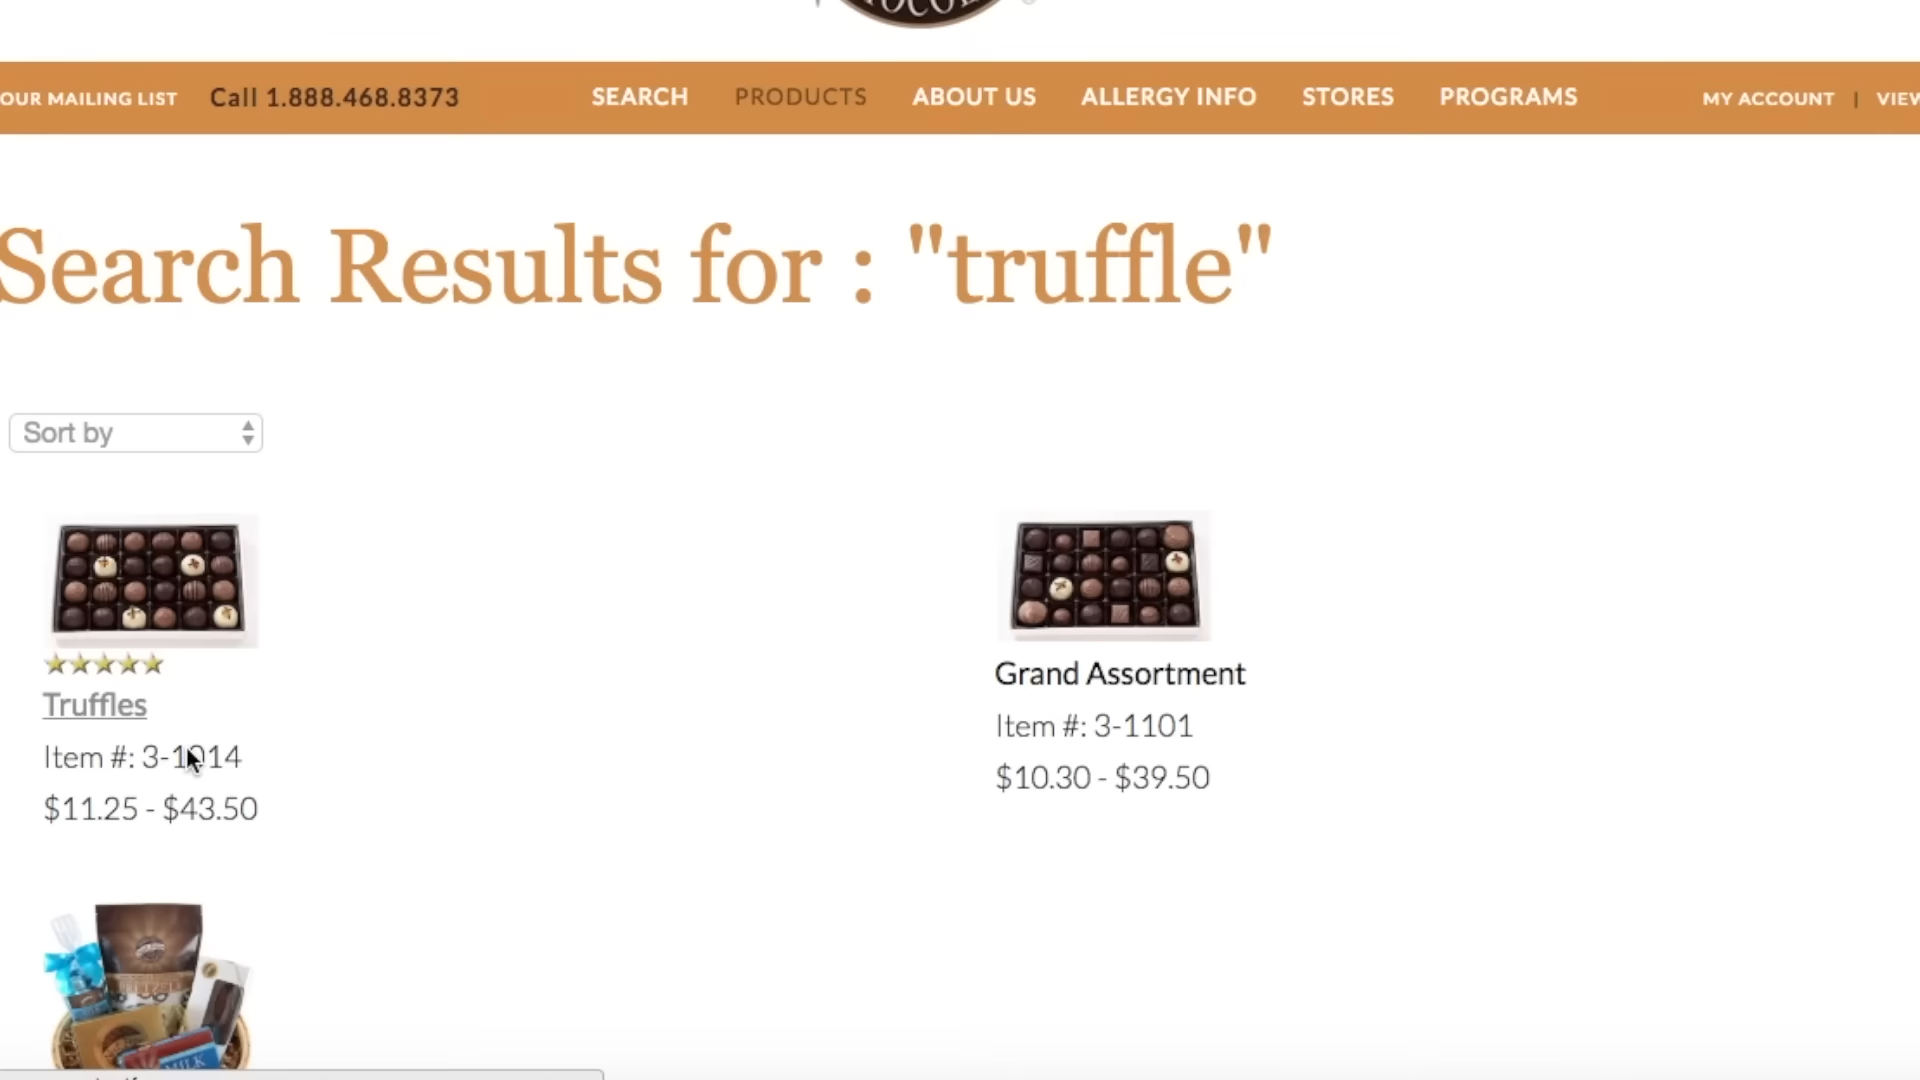 OUR MAILING LIST Call 1.888.468.8373 SEARCH PRODUCTS ABOUT US ALLERGY INFO STORES PROGRAMS MY ACCOUNT | VIEW
Search Results for : "truffle"
Sort by
Truffles
Item #: 3-1014
$11.25 - $43.50
Grand Assortment
Item #: 3-1101
$10.30 - $39.50
MILK